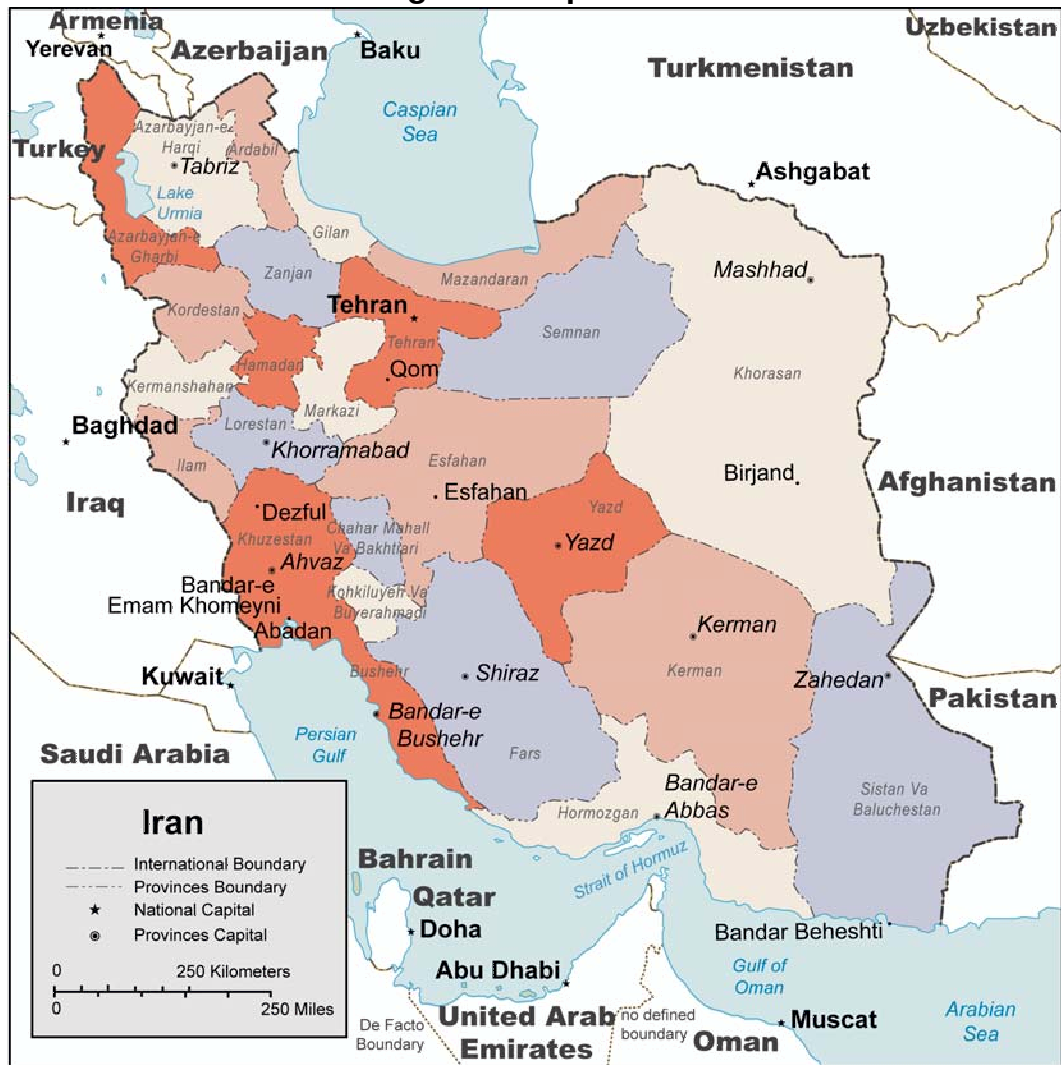 Armenia
Yerevan
Azerbaijan
Baku
Uzbekistan
Turkmenistan
Caspian
Sea
Turkey
Azarbayjan-e
Harqi
Ardabil
Tabriz
Ashgabat
Lake
Urmia
Azarbayjan-e
Gharbi
Gilan
Zanjan
Mazandaran
Mashhad
Kordestan
Tehran
Tehran
Semnan
Hamadan
Qom
Khorasan
Kermanshahan
Markazi
Baghdad
Lorestan
Khorramabad
Ilam
Esfahan
Esfahan
Birjand
Afghanistan
Iraq
Dezful
Khuzestan
Chahar Mahall
Va Bakhtiari
Yazd
Yazd
Ahvaz
Bandar-e
Emam Khomeyni
Kohkiluyeh Va
Buyerahmadi
Abadan
Kerman
Kerman
Kuwait
Bushehr
Shiraz
Zahedan
Pakistan
Bandar-e
Bushehr
Persian
Gulf
Saudi Arabia
Fars
Bandar-e
Abbas
Hormozgan
Sistan Va
Baluchestan
Iran
International Boundary
Provinces Boundary
National Capital
Provinces Capital
0 250 Kilometers
0 250 Miles
Bahrain
Qatar
Doha
Strait of Hormuz
Abu Dhabi
Bandar Beheshti
Gulf of
Oman
De Facto
Boundary
United Arab
Emirates
no defined
boundary
Oman
Muscat
Arabian
Sea